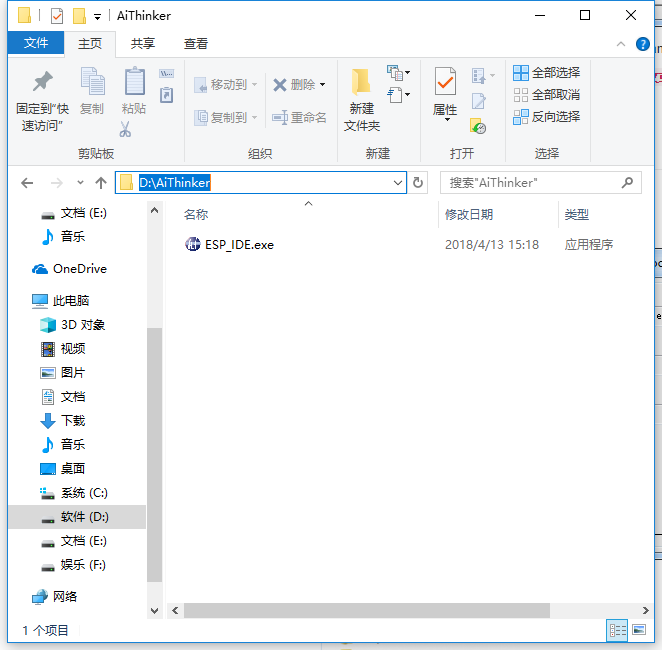 AiThinker
文件 主页 共享 查看
固定到"快速访问"
复制
粘贴
剪贴板
移动到
复制到
删除
重命名
组织
新建
文件夹
新建
属性
打开
全部选择
全部取消
反向选择
选择
D:\AiThinker
搜索"AiThinker"
名称 修改日期 类型
ESP_IDE.exe 2018/4/13 15:18 应用程序
文档 (E:)
音乐
OneDrive
此电脑
3D 对象
视频
图片
文档
下载
音乐
桌面
系统 (C:)
软件 (D:)
文档 (E:)
娱乐 (F:)
网络
1 个项目